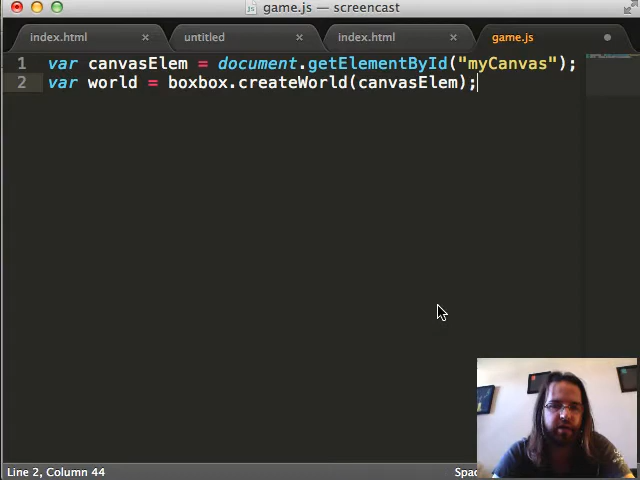 game.js — screencast
index.html × untitled × index.html × game.js
1 var canvasElem = document.getElementById("myCanvas");
2 var world = boxbox.createWorld(canvasElem);
Line 2, Column 44 Spac